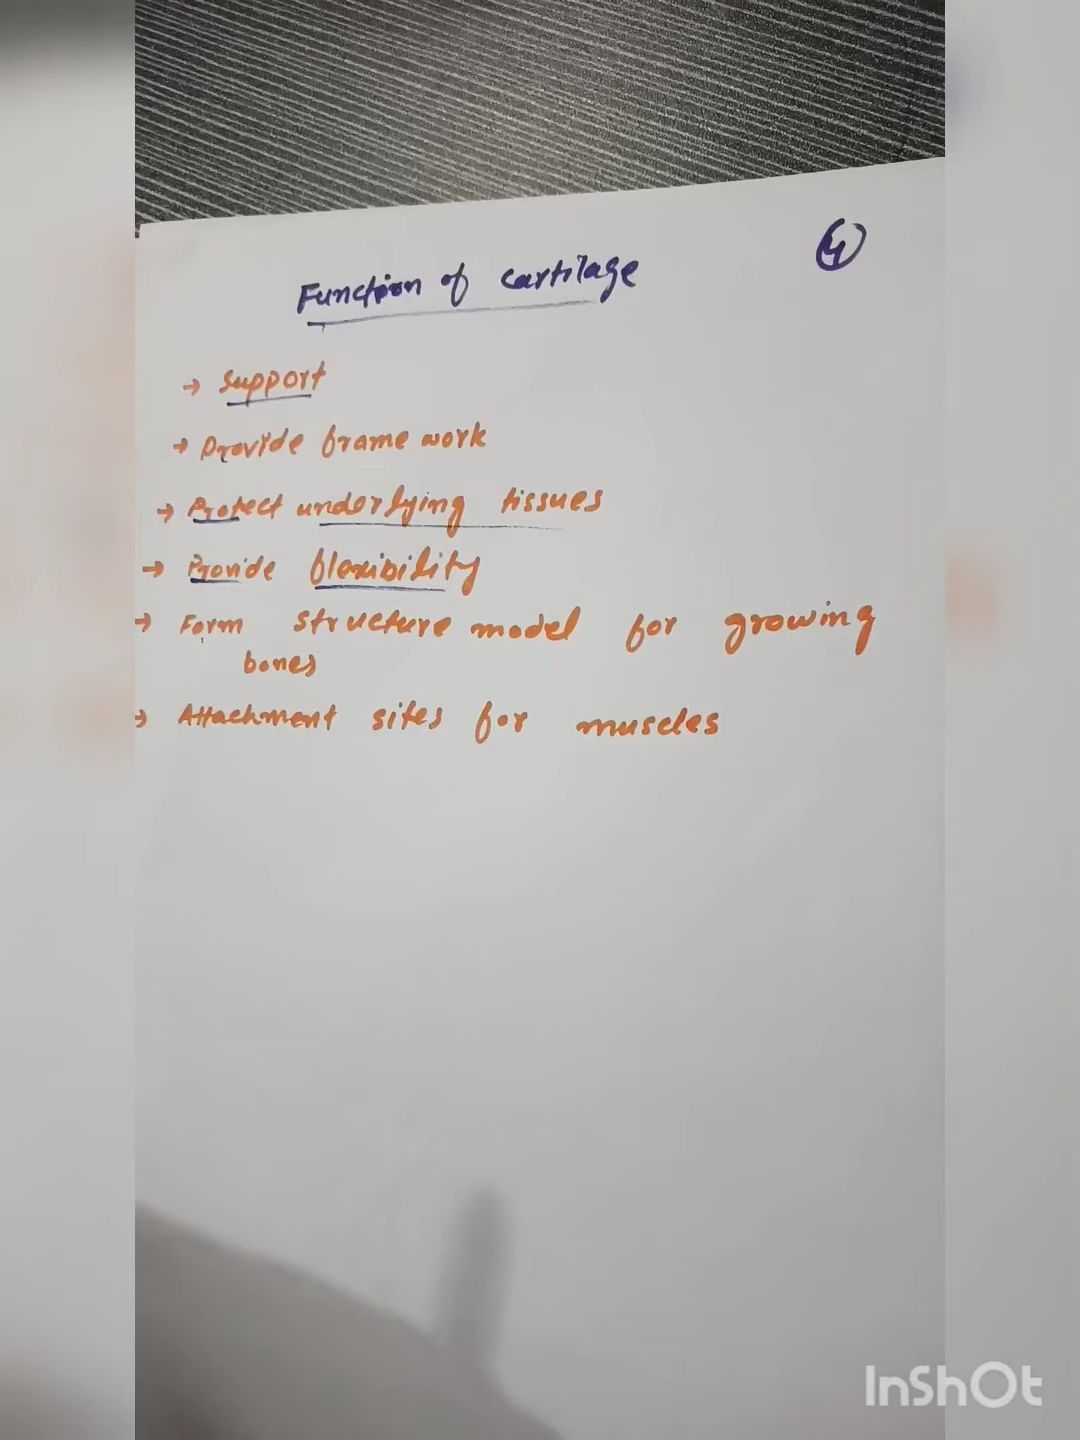 Function of cartilage
4
→ Support
→ Provide frame work
→ Protect underlying tissues
→ Provide flexibility
→ Form structure model for growing
bones
→ Attachment sites for muscles
InShOt